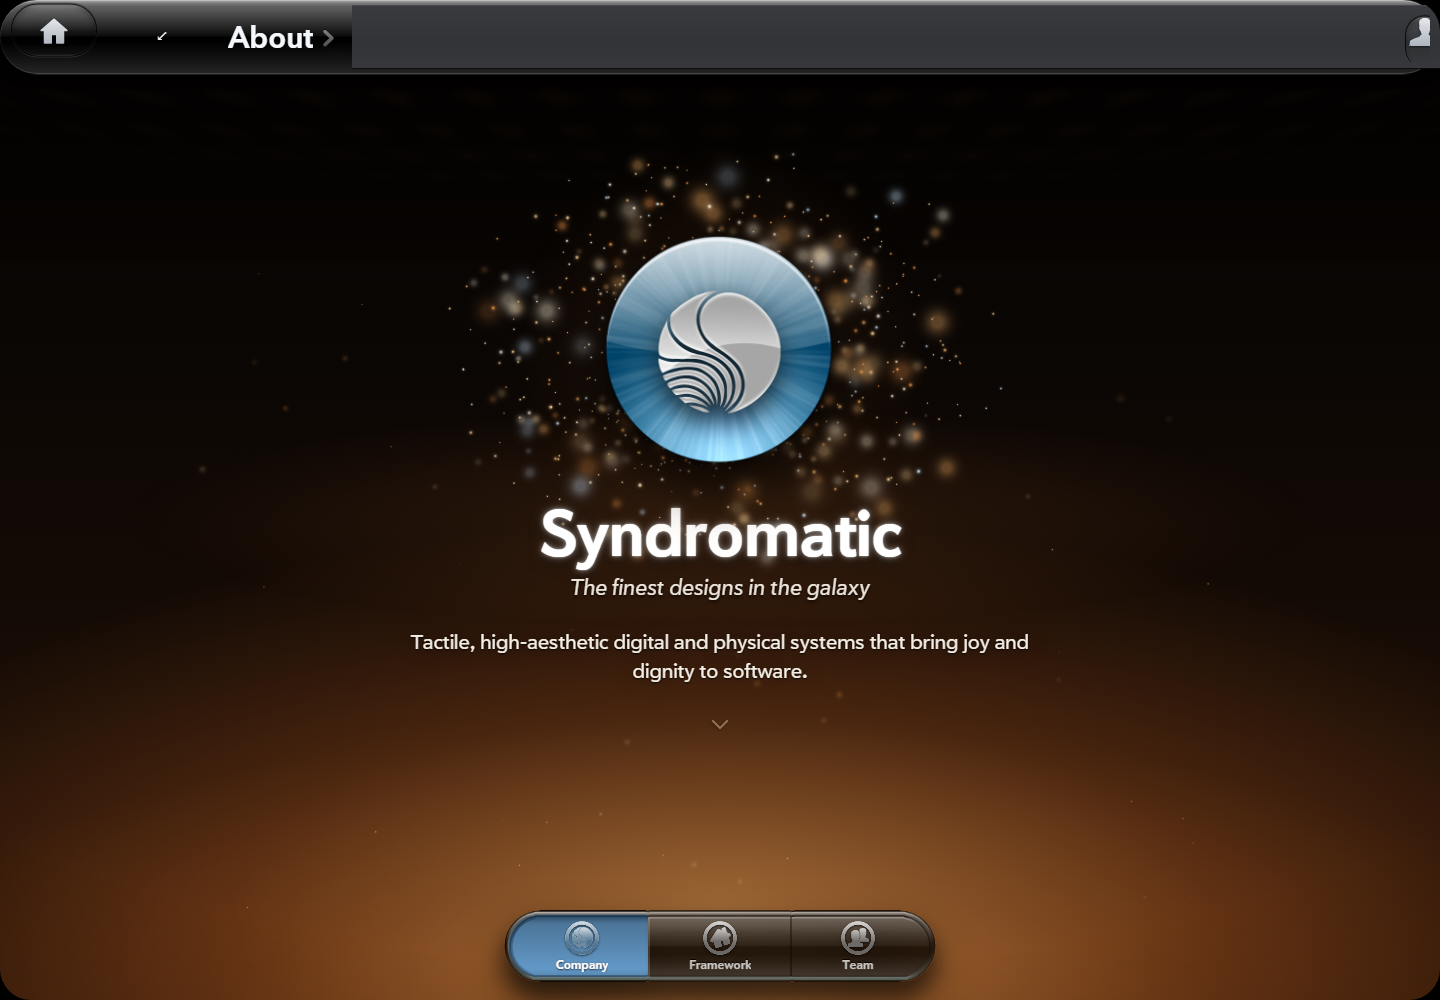 About
Syndromatic
The finest designs in the galaxy
Tactile, high-aesthetic digital and physical systems that bring joy and
dignity to software.
Company
Framework
Team